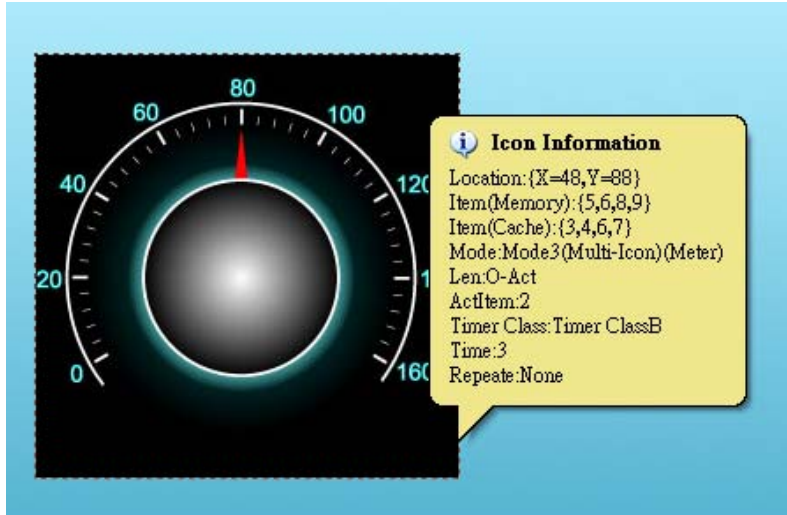 80
60
100
40
120
20
1
0
160
Icon Information
Location:{X=48,Y=88}
Item(Memory):{5,6,8,9}
Item(Cache):{3,4,6,7}
Mode:Mode3(Multi-Icon)(Meter)
Len:O-Act
ActItem:2
Timer Class:Timer ClassB
Time:3
Repeate:None